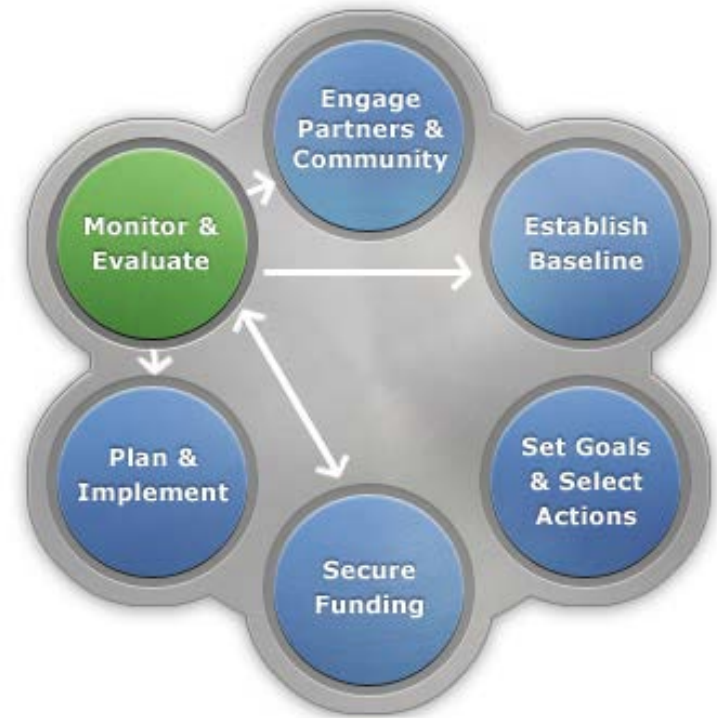 Engage
Partners &
Community
Monitor &
Evaluate
Establish
Baseline
Plan &
Implement
Set Goals
& Select
Actions
Secure
Funding